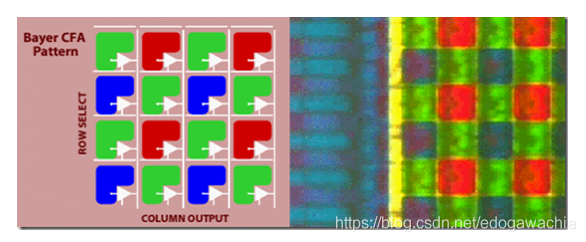 Bayer CFA
Pattern
ROW SELECT
COLUMN OUTPUT
https://blog.csdn.net/edogawachia